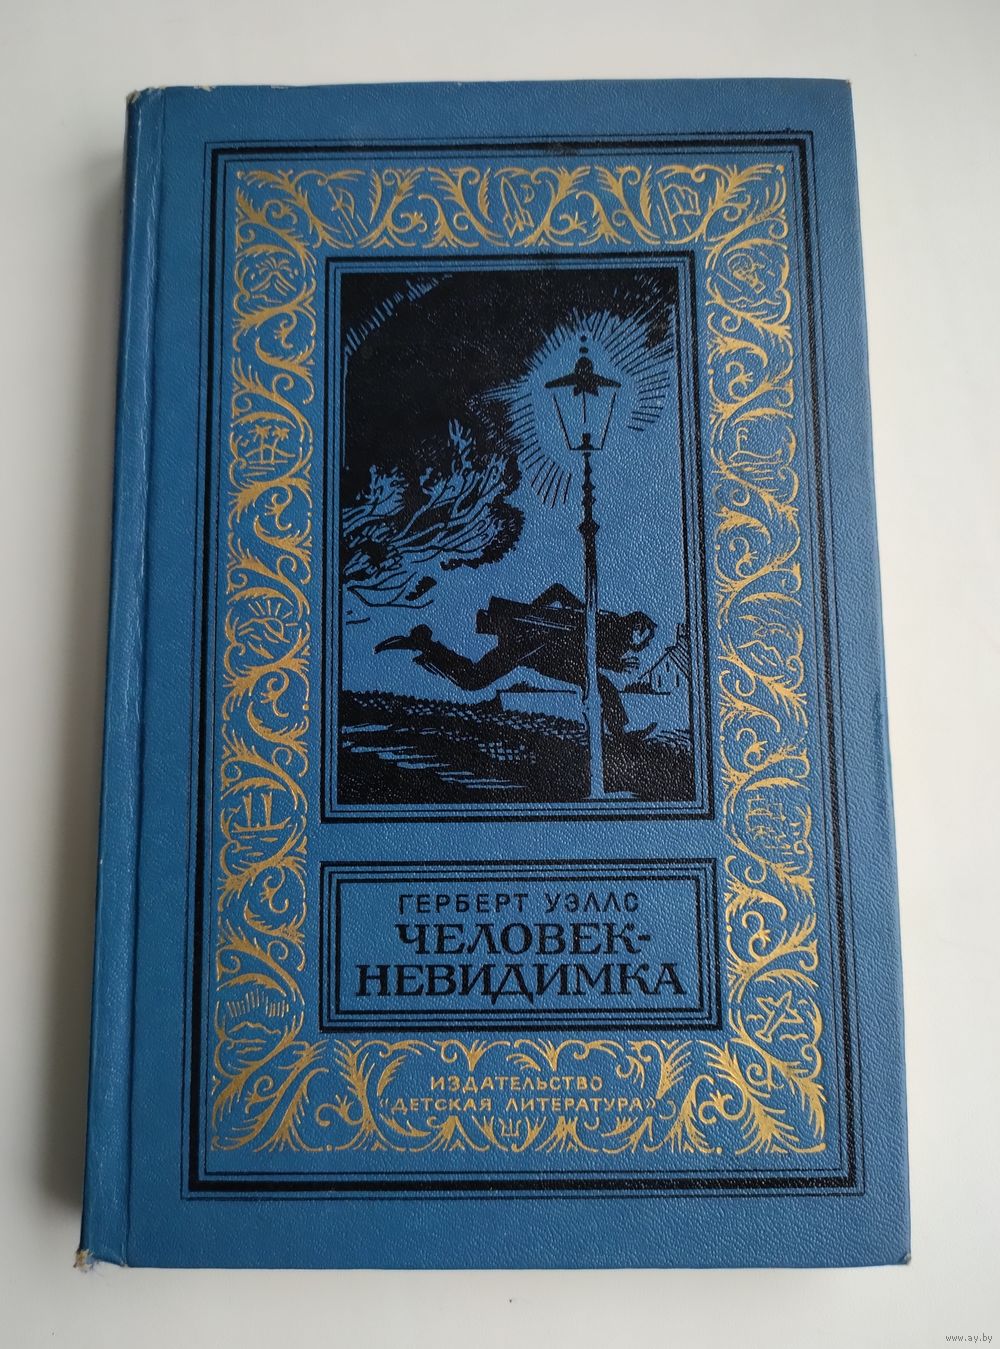 ГЕРБЕРТ УЭЛЛС
ЧЕЛОВЕК-
НЕВИДИМКА
ИЗДАТЕЛЬСТВО
«ДЕТСКАЯ ЛИТЕРАТУРА»
www.ay.by